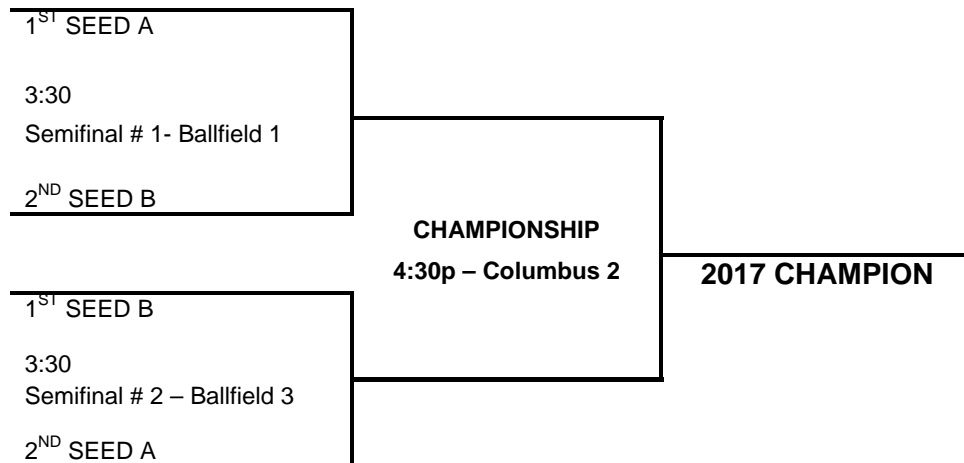 1ST SEED A
3:30
Semifinal # 1- Ballfield 1
2ND SEED B
CHAMPIONSHIP
4:30p – Columbus 2
2017 CHAMPION
1ST SEED B
3:30
Semifinal # 2 – Ballfield 3
2ND SEED A